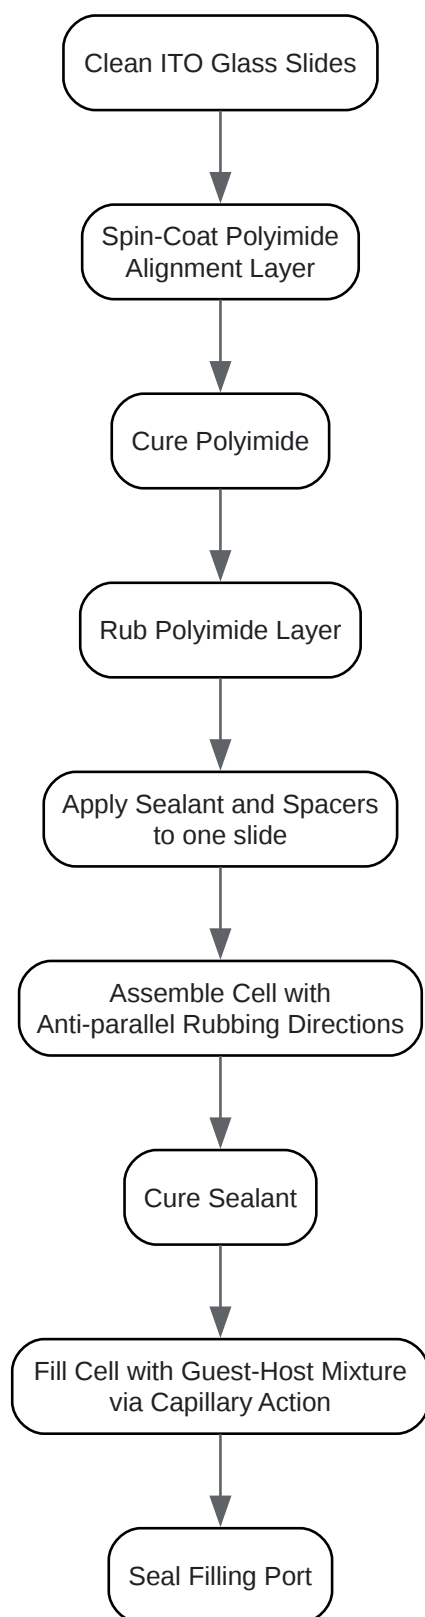 Clean ITO Glass Slides
Spin-Coat Polyimide
Alignment Layer
Cure Polyimide
Rub Polyimide Layer
Apply Sealant and Spacers
to one slide
Assemble Cell with
Anti-parallel Rubbing Directions
Cure Sealant
Fill Cell with Guest-Host Mixture
via Capillary Action
Seal Filling Port